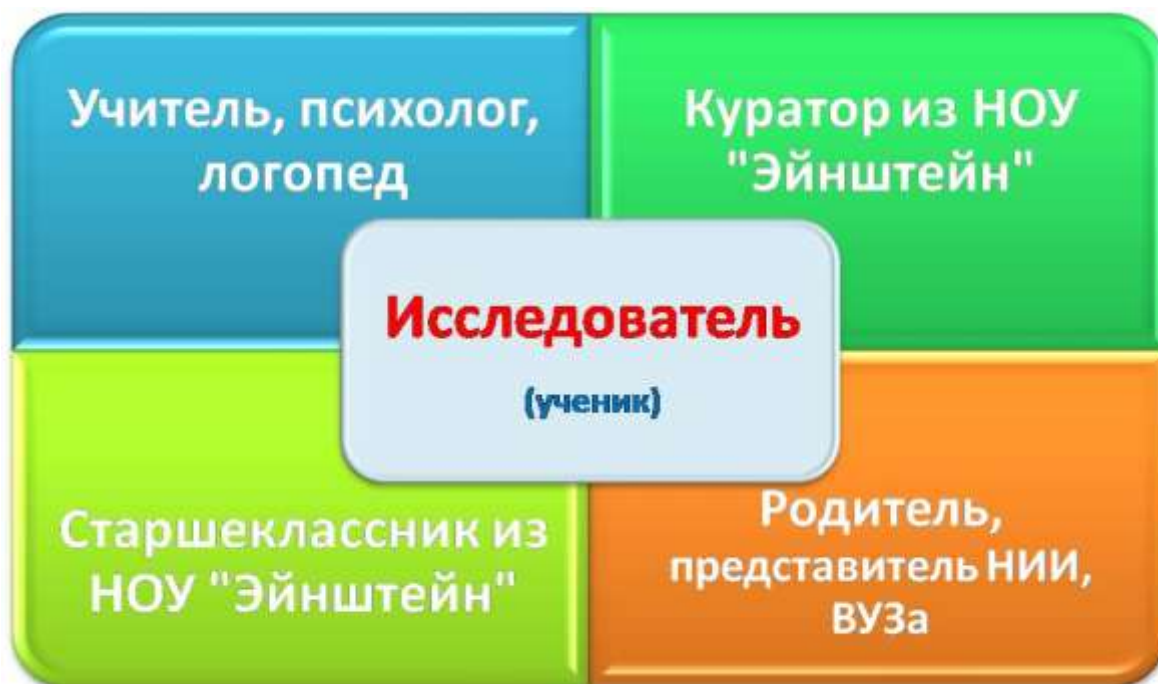 Учитель, психолог,
логопед
Куратор из НОУ
"Эйнштейн"
Исследователь
(ученик)
Старшеклассник из
НОУ "Эйнштейн"
Родитель,
представитель НИИ,
ВУЗа